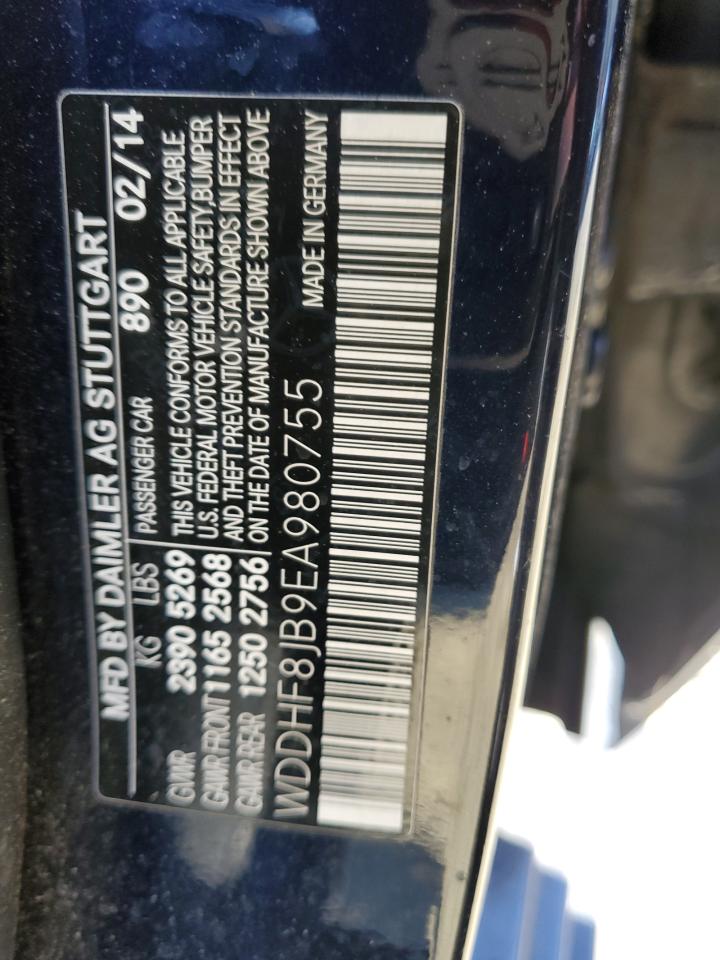 MFD BY DAIMLER AG STUTTGART
KG LBS PASSENGER CAR 890 02/14
GVWR 2390 5269 THIS VEHICLE CONFORMS TO ALL APPLICABLE
GAWR FRONT 1165 2568 U.S. FEDERAL MOTOR VEHICLE SAFETY,BUMPER
GAWR REAR 1250 2756 AND THEFT PREVENTION STANDARDS IN EFFECT
ON THE DATE OF MANUFACTURE SHOWN ABOVE
WDDHF8JB9EA980755 MADE IN GERMANY